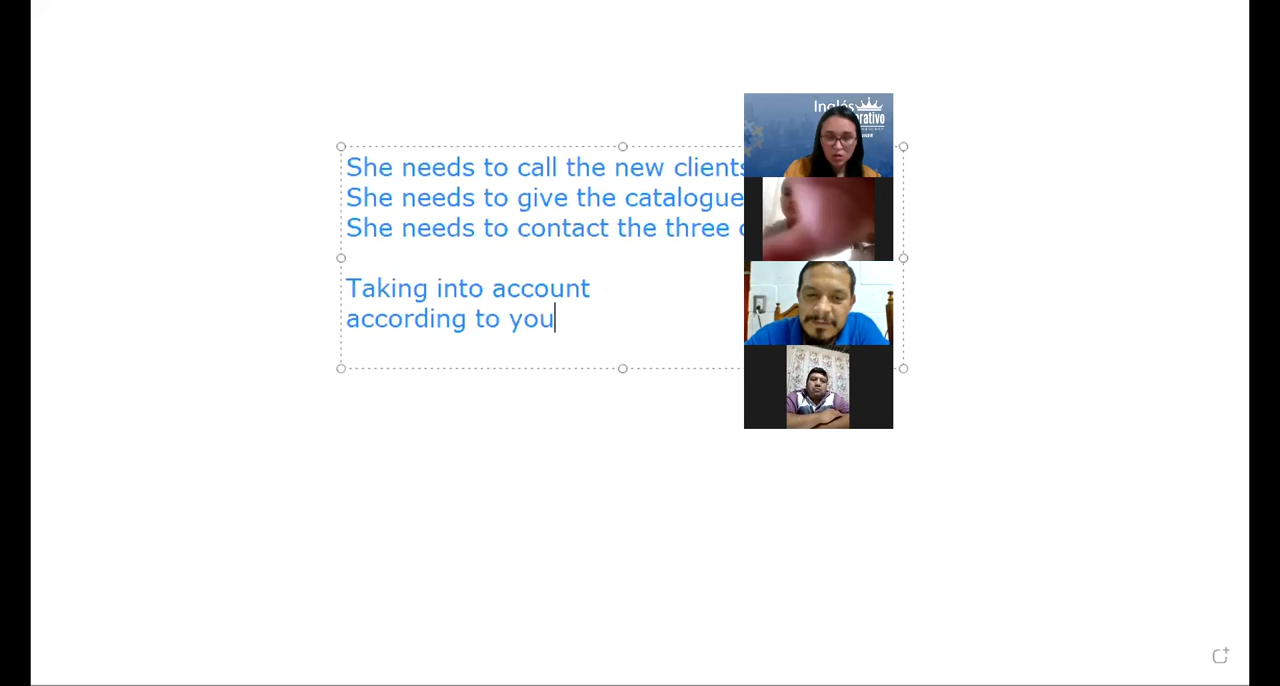 She needs to call the new clients
She needs to give the catalogue
She needs to contact the three
Taking into account
according to you
Inglés